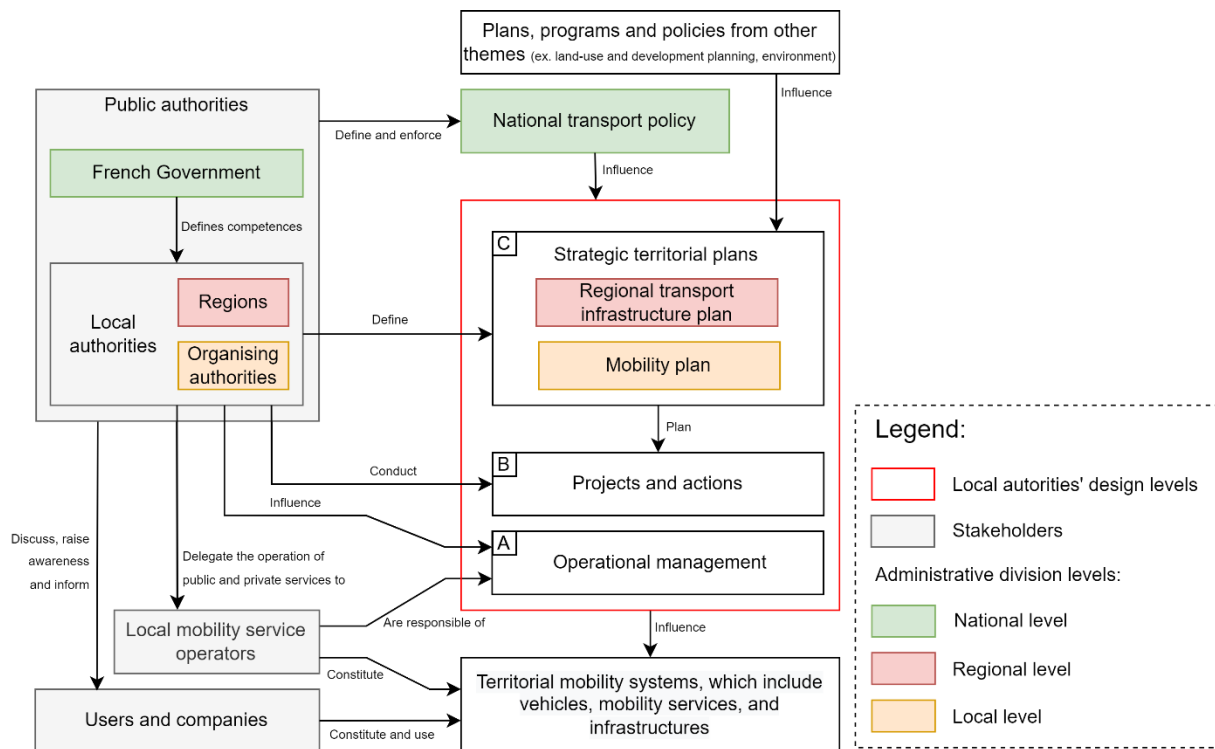 Plans, programs and policies from other
themes (ex. land-use and development planning, environment)
Public authorities
Influence
National transport policy
Define and enforce
French Government
Influence
Defines competences
C
Strategic territorial plans
Regional transport
infrastructure plan
Regions
Local
authorities
Define
Organising
authorities
Mobility plan
Plan
B
Projects and actions
Conduct
Influence
A
Operational management
Discuss, raise
awareness
and inform
Delegate the operation of
public and private services to
Are responsible of
Local mobility service
operators
Influence
Constitute
Territorial mobility systems, which include
vehicles, mobility services, and
infrastructures
Users and companies
Constitute and use
Legend:
Local autorities' design levels
Stakeholders
Administrative division levels:
National level
Regional level
Local level